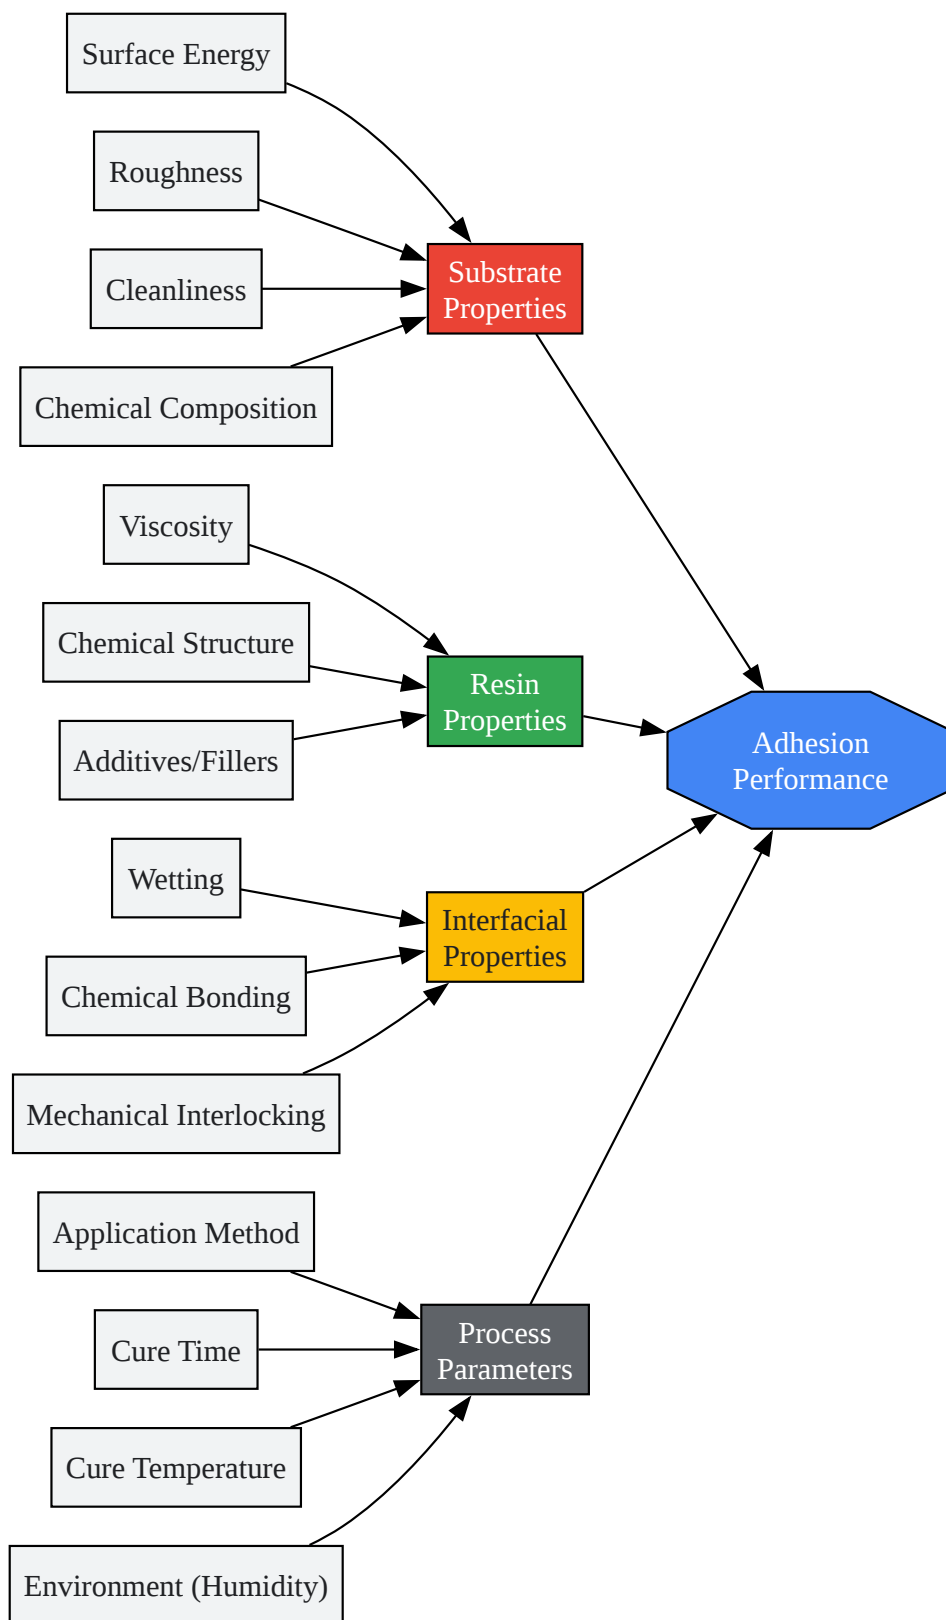 Surface Energy
Roughness
Cleanliness
Chemical Composition
Substrate
Properties
Viscosity
Chemical Structure
Additives/Fillers
Resin
Properties
Adhesion
Performance
Wetting
Chemical Bonding
Mechanical Interlocking
Interfacial
Properties
Application Method
Cure Time
Cure Temperature
Environment (Humidity)
Process
Parameters